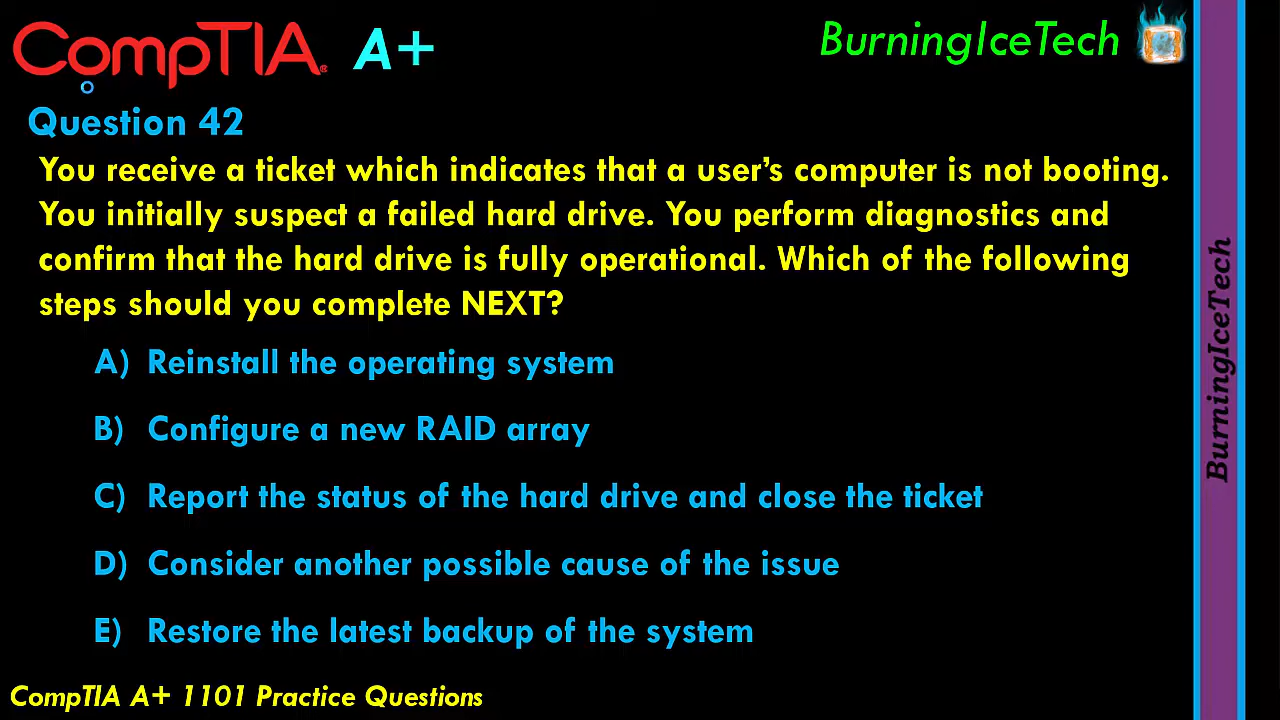 CompTIA® A+
BurningIceTech
Question 42
You receive a ticket which indicates that a user's computer is not booting.
You initially suspect a failed hard drive. You perform diagnostics and
confirm that the hard drive is fully operational. Which of the following
steps should you complete NEXT?
A) Reinstall the operating system
B) Configure a new RAID array
C) Report the status of the hard drive and close the ticket
D) Consider another possible cause of the issue
E) Restore the latest backup of the system
CompTIA A+ 1101 Practice Questions
BurningIceTech